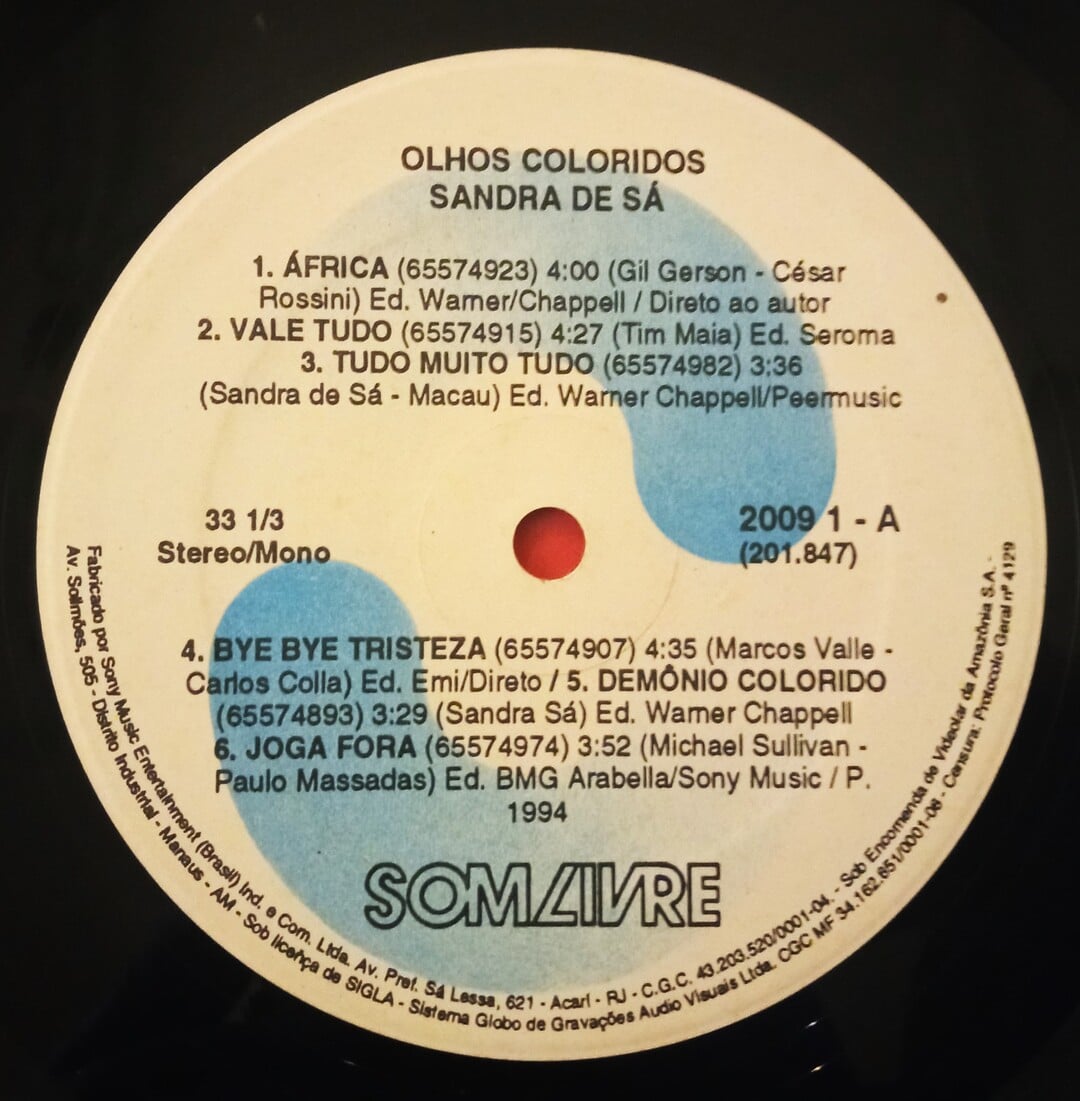 OLHOS COLORIDOS
SANDRA DE SÁ
1. ÁFRICA (65574923) 4:00 (Gil Gerson - César
Rossini) Ed. Warner/Chappell / Direto ao autor
2. VALE TUDO (65574915) 4:27 (Tim Maia) Ed. Seroma
3. TUDO MUITO TUDO (65574982) 3:36
(Sandra de Sá - Macau) Ed. Warner Chappell/Peermusic
33 1/3
Stereo/Mono
2009 1 - A
(201.847)
4. BYE BYE TRISTEZA (65574907) 4:35 (Marcos Valle -
Carlos Colla) Ed. Emi/Direto / 5. DEMÔNIO COLORIDO
(65574893) 3:29 (Sandra Sá) Ed. Warner Chappell
6. JOGA FORA (65574974) 3:52 (Michael Sullivan -
Paulo Massadas) Ed. BMG Arabella/Sony Music / P.
1994
SOM LIVRE
Fabricado por Sony Music Entertainment (Brasil) Ind. e Com. Ltda. Av. Pref. Sá Lessa, 621 - Acari - RJ - C.G.C. 43.203.520/0001-04. - Sob Encomenda de Videolar da Amazônia S.A. -
Av. Solimões, 505 - Distrito Industrial - Manaus - AM - Sob licença de SIGLA - Sistema Globo de Gravações Audio Visuais Ltda. CGC MF 34.162.651/0001-08 - Censura: Protocolo Geral nº 4129